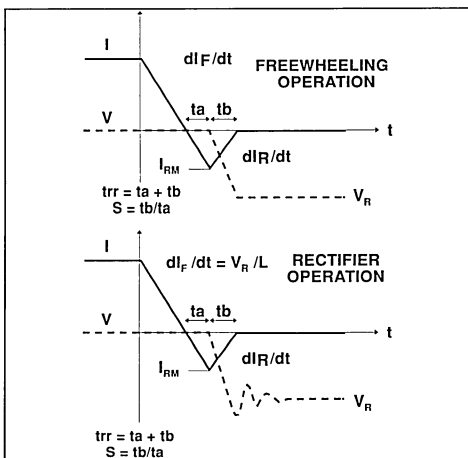 I
dIF/dt
FREEWHEELING
OPERATION
ta tb
V
t
IRM
dIR/dt
trr = ta + tb
S = tb/ta
VR
I
dIF/dt = VR/L
RECTIFIER
OPERATION
ta tb
V
t
IRM
dIR/dt
VR
trr = ta + tb
S = tb/ta